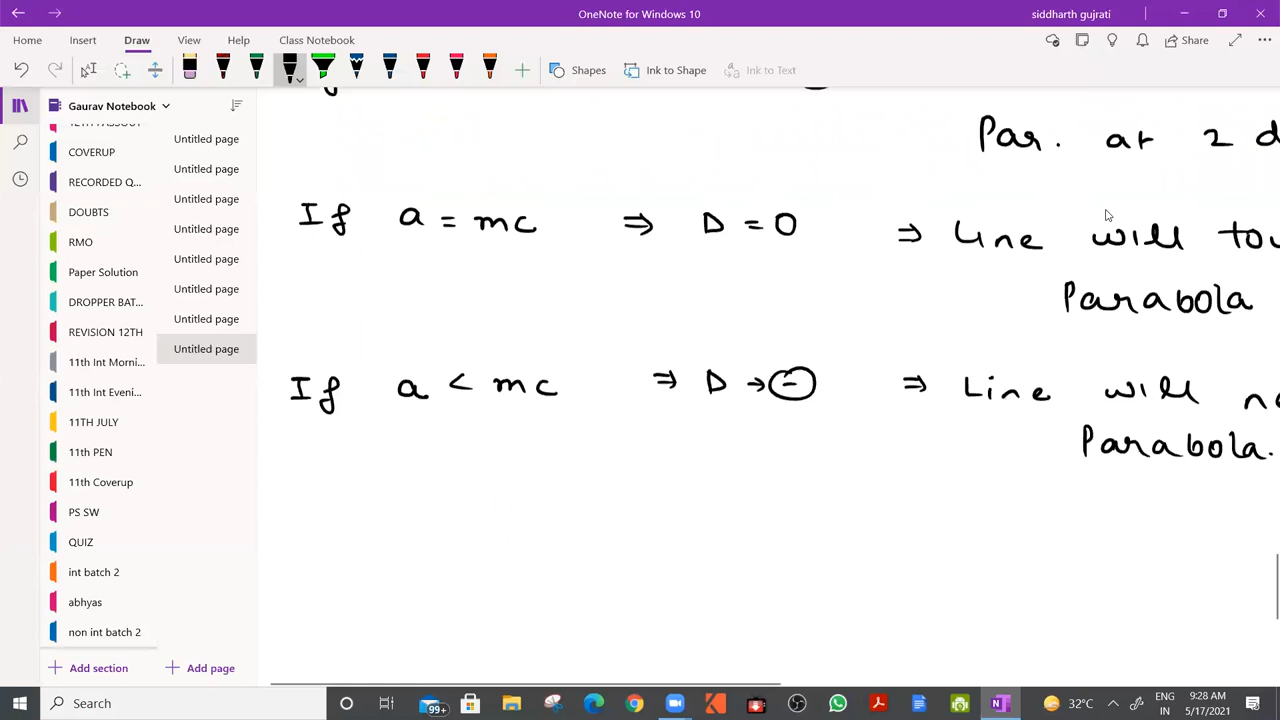 OneNote for Windows 10
siddharth gujrati
Home Insert Draw View Help Class Notebook
Share
Shapes Ink to Shape Ink to Text
Gaurav Notebook
COVERUP
RECORDED Q...
DOUBTS
RMO
Paper Solution
DROPPER BAT...
REVISION 12TH
11th Int Morni...
11th Int Eveni...
11TH JULY
11th PEN
11th Coverup
PS SW
QUIZ
int batch 2
abhyas
non int batch 2
Add section
Untitled page
Untitled page
Untitled page
Untitled page
Untitled page
Untitled page
Untitled page
Untitled page
Add page
Par. at 2 d
If a = mc ⇒ D = 0 ⇒ Line will tou
Parabola
If a < mc ⇒ D → - ⇒ Line will no
Parabola.
Search
99+
32°C
ENG
IN
9:28 AM
5/17/2021